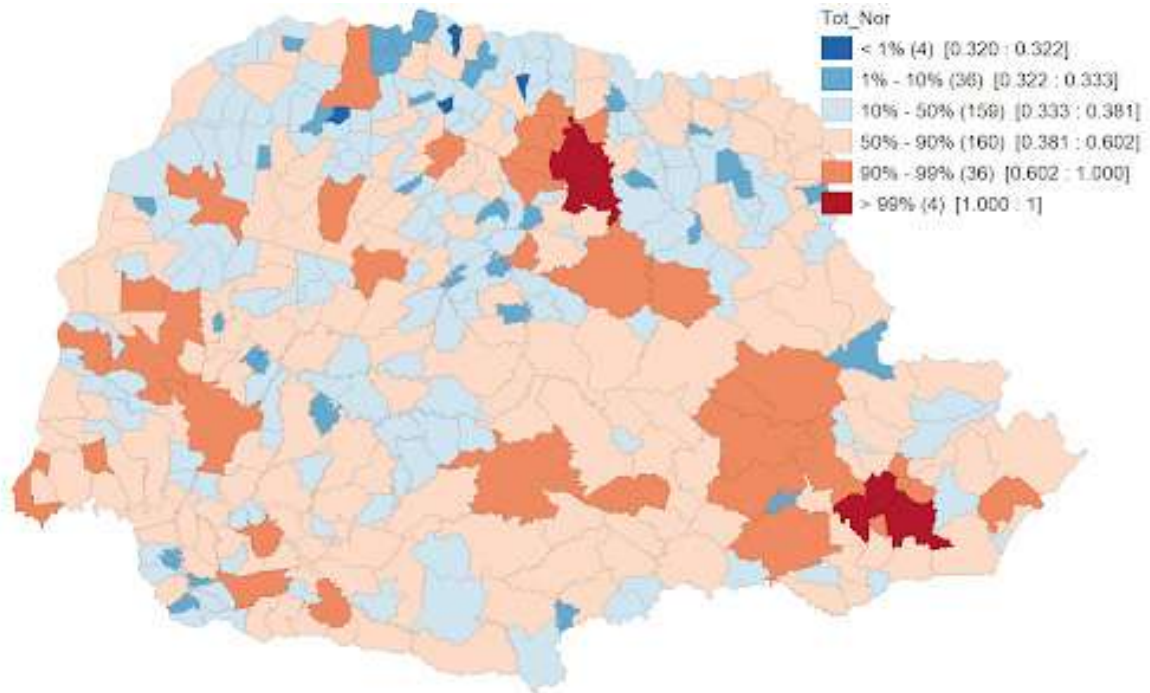 Tot_Nor
< 1% (4) [0.320 : 0.322]
1% - 10% (36) [0.322 : 0.333]
10% - 50% (159) [0.333 : 0.381]
50% - 90% (160) [0.381 : 0.602]
90% - 99% (36) [0.602 : 1.000]
> 99% (4) [1.000 : 1]